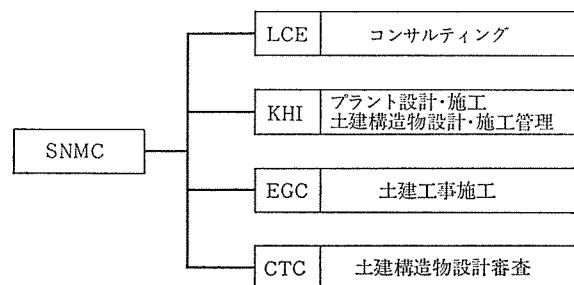 LCE コンサルティング
KHI プラント設計・施工
土建構造物設計・施工管理
SNMC
EGC 土建工事施工
CTC 土建構造物設計審査